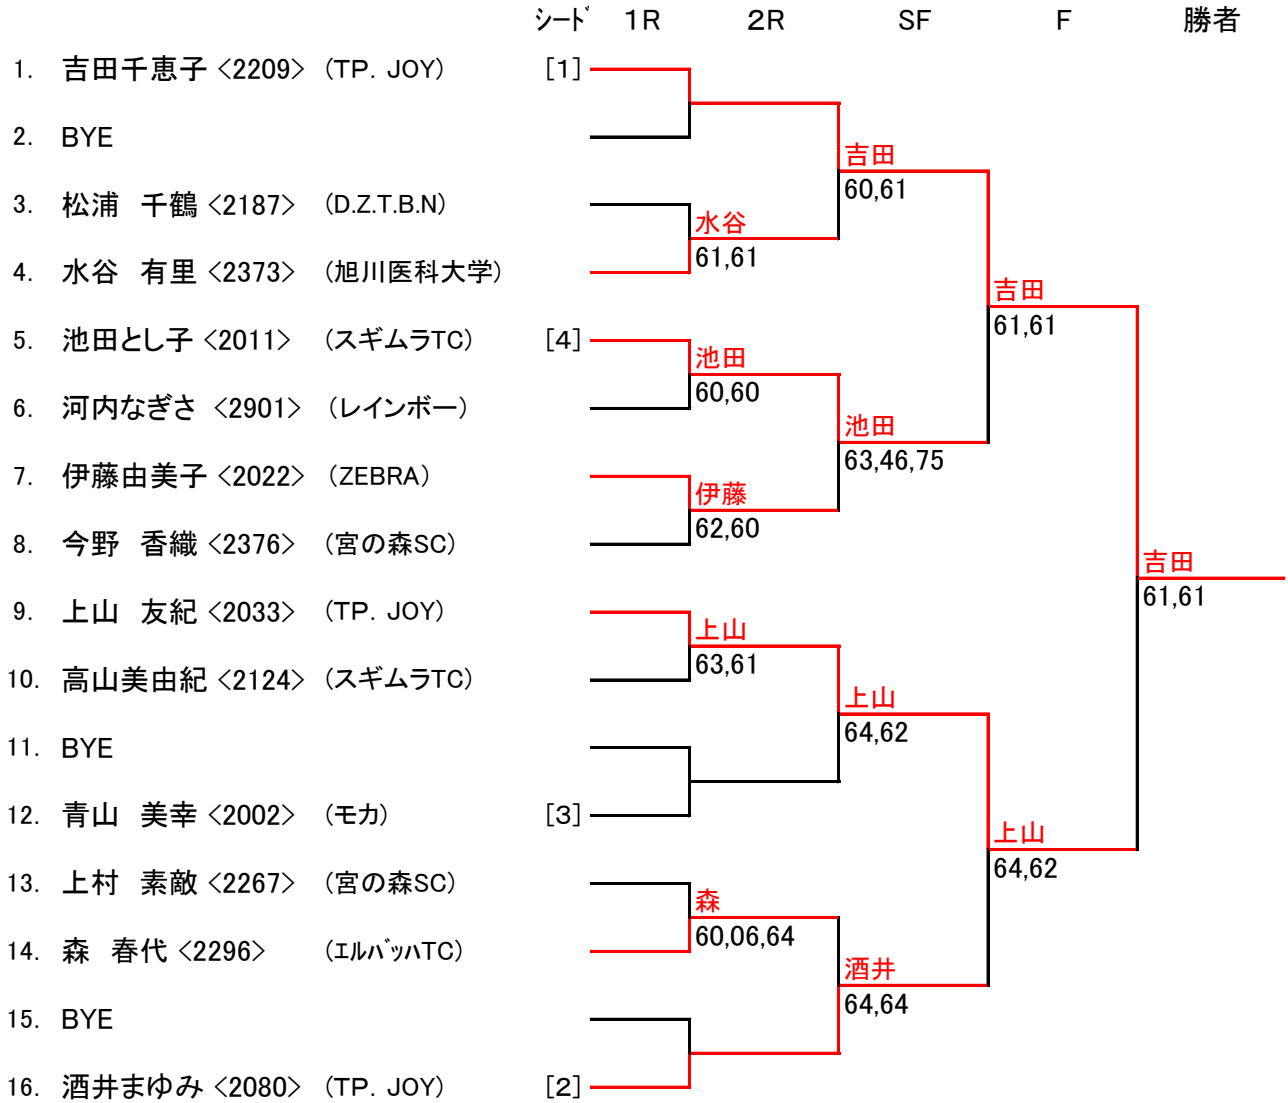 シード 1R 2R SF F 勝者
1. 吉田千恵子 <2209> (TP. JOY) [1]
2. BYE
吉田
60,61
3. 松浦 千鶴 <2187> (D.Z.T.B.N)
水谷
61,61
4. 水谷 有里 <2373> (旭川医科大学)
吉田
61,61
5. 池田とし子 <2011> (スギムラTC) [4]
池田
60,60
6. 河内なぎさ <2901> (レインボー)
池田
63,46,75
7. 伊藤由美子 <2022> (ZEBRA)
伊藤
62,60
8. 今野 香織 <2376> (宮の森SC)
吉田
61,61
9. 上山 友紀 <2033> (TP. JOY)
上山
63,61
10. 高山美由紀 <2124> (スギムラTC)
上山
64,62
11. BYE
12. 青山 美幸 <2002> (モカ) [3]
上山
64,62
13. 上村 素敵 <2267> (宮の森SC)
森
60,06,64
14. 森 春代 <2296> (エルバッハTC)
酒井
64,64
15. BYE
16. 酒井まゆみ <2080> (TP. JOY) [2]